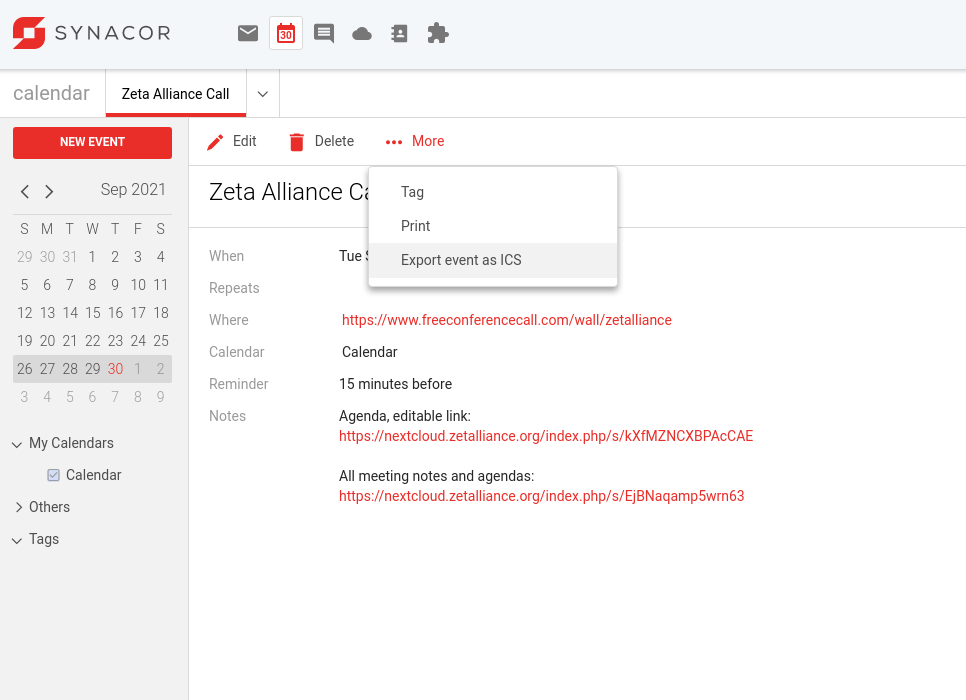 SYNACOR
30
calendar
Zeta Alliance Call
NEW EVENT
Edit
Delete
More
Sep 2021
S M T W T F S
29 30 31 1 2 3 4
5 6 7 8 9 10 11
12 13 14 15 16 17 18
19 20 21 22 23 24 25
26 27 28 29 30 1 2
3 4 5 6 7 8 9
My Calendars
Calendar
Others
Tags
Zeta Alliance
Tag
Print
Export event as ICS
When Tue
Repeats
Where https://www.freeconferencecall.com/wall/zetalliance
Calendar Calendar
Reminder 15 minutes before
Notes Agenda, editable link:
https://nextcloud.zetalliance.org/index.php/s/kXfMZNCXBPAcCAE
All meeting notes and agendas:
https://nextcloud.zetalliance.org/index.php/s/EjBNaqamp5wrn63